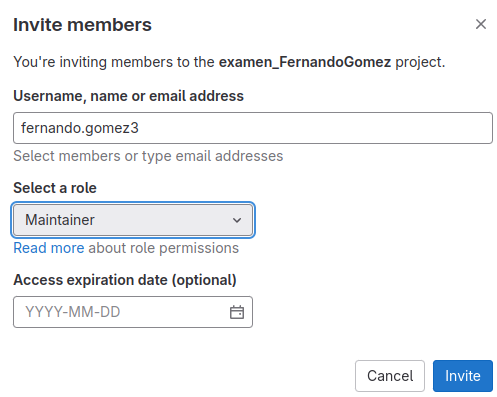 Invite members
You're inviting members to the examen_FernandoGomez project.
Username, name or email address
fernando.gomez3
Select members or type email addresses
Select a role
Maintainer
Read more about role permissions
Access expiration date (optional)
YYYY-MM-DD
Cancel Invite